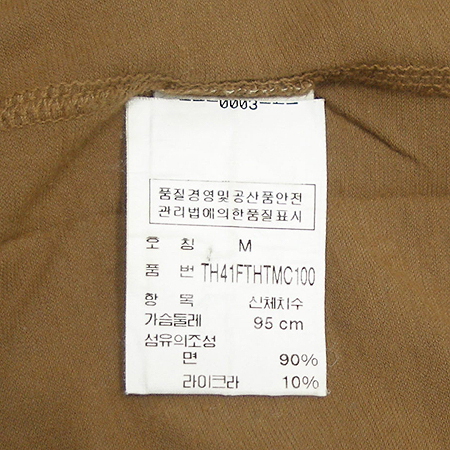 ---0003---
품질경영및공산품안전
관리법에의한품질표시
호 칭 M
품 번 TH41FTHTMC100
항 목 신체치수
가슴둘레 95 cm
섬유의조성
면 90%
라이크라 10%